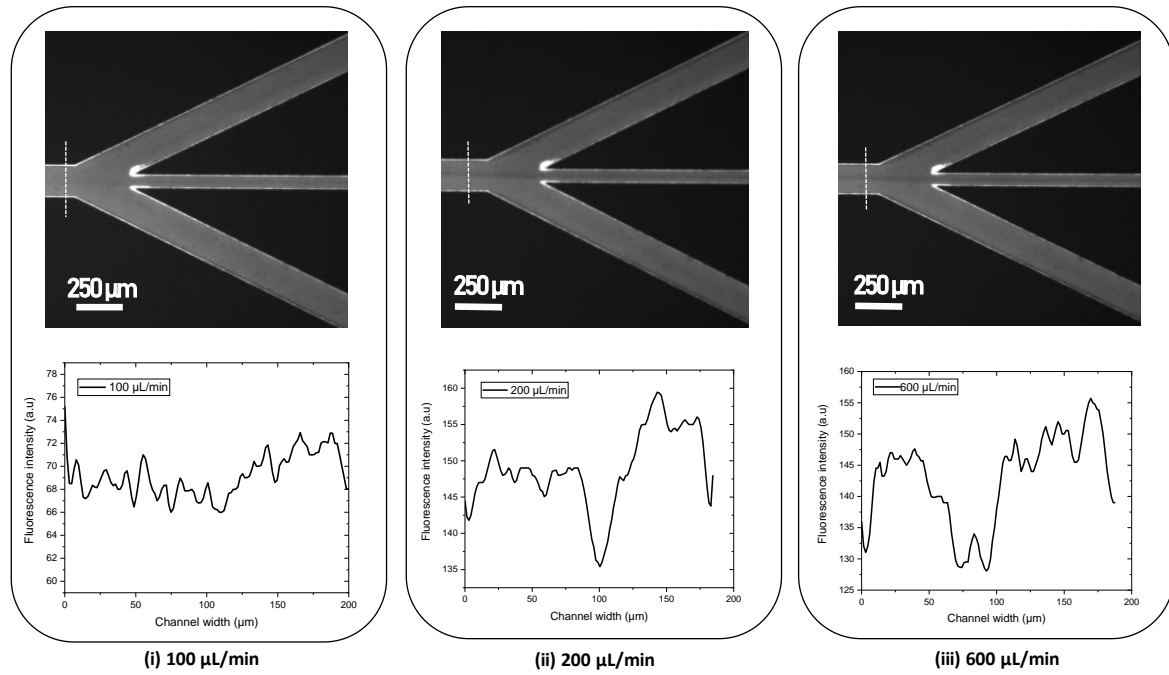 250 µm
250 µm
250 µm
100 µL/min
Fluorescence intensity (a.u)
78
76
74
72
70
68
66
64
62
60
0
50
100
150
200
Channel width (µm)
200 µL/min
Fluorescence intensity (a.u)
160
155
150
145
140
135
0
50
100
150
200
Channel width (µm)
600 µL/min
Fluorescence intensity (a.u)
160
155
150
145
140
135
130
125
0
50
100
150
200
Channel width (µm)
(i) 100 µL/min
(ii) 200 µL/min
(iii) 600 µL/min